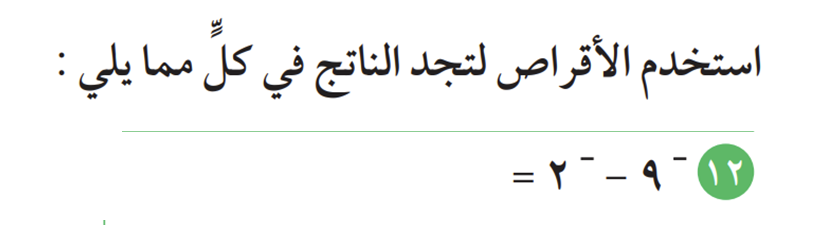 استخدم الأقراص لتجد الناتج في كلٍّ مما يلي :
١٢ ⁻٩ – ⁻٢ =